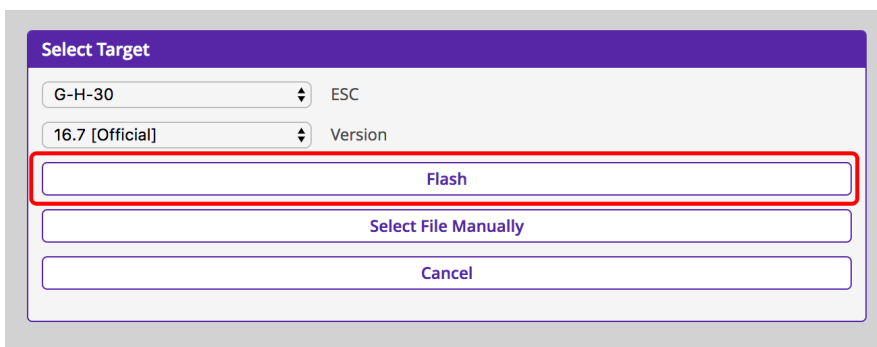 Select Target
G-H-30 ESC
16.7 [Official] Version
Flash
Select File Manually
Cancel